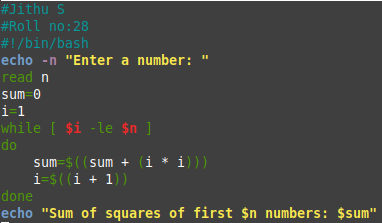 #Jithu S
#Roll no:28
#!/bin/bash
echo -n "Enter a number: "
read n
sum=0
i=1
while [ $i -le $n ]
do
    sum=$((sum + (i * i)))
    i=$((i + 1))
done
echo "Sum of squares of first $n numbers: $sum"